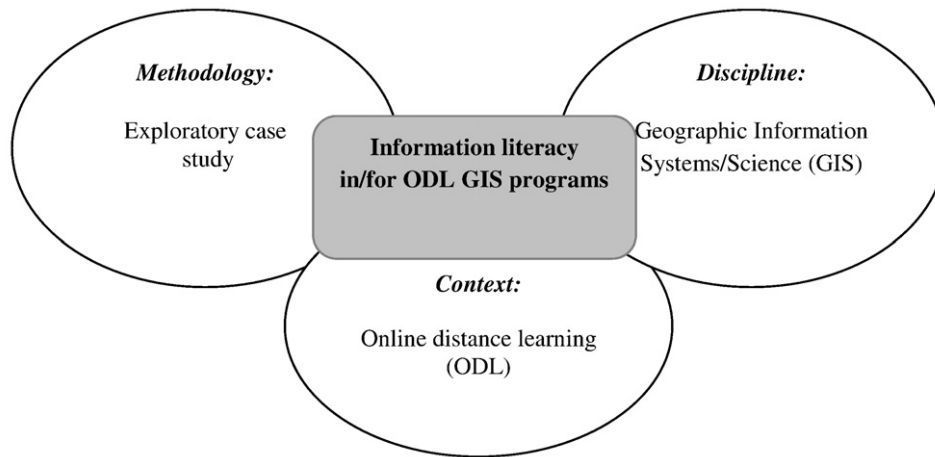 Methodology:
Exploratory case
study
Discipline:
Geographic Information
Systems/Science (GIS)
Information literacy
in/for ODL GIS programs
Context:
Online distance learning
(ODL)